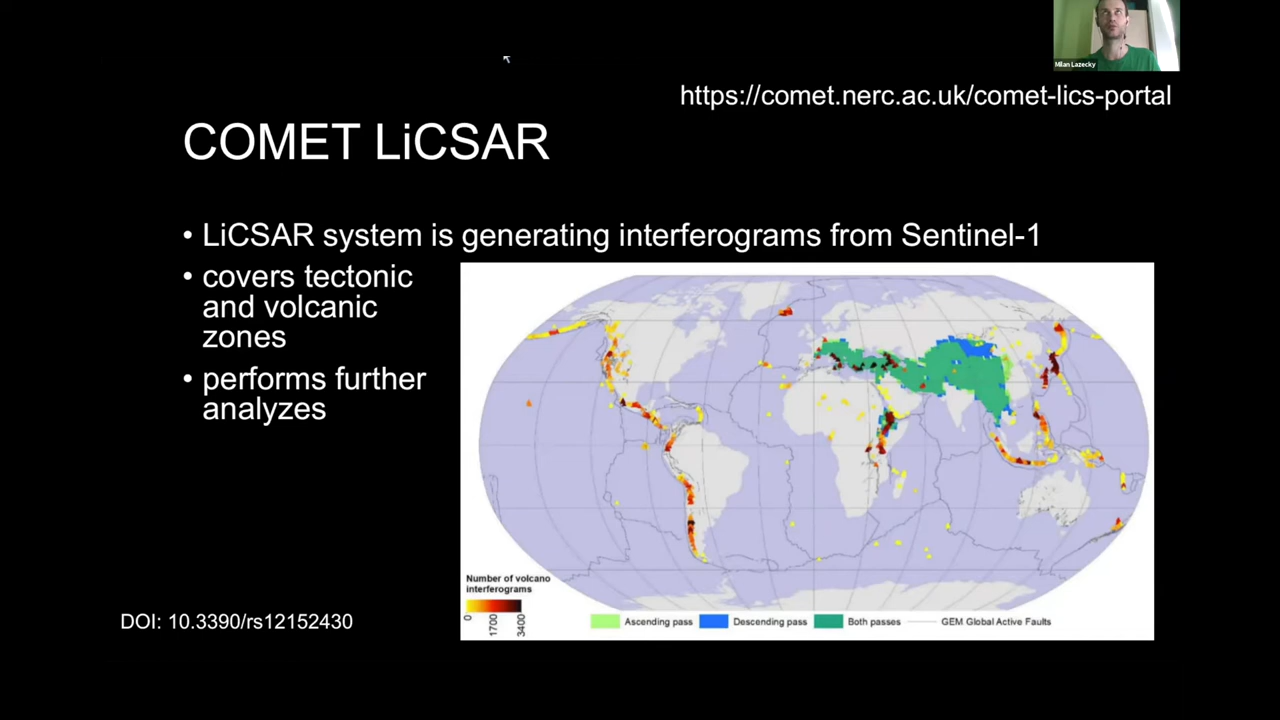 Milan Lazecky
https://comet.nerc.ac.uk/comet-lics-portal
COMET LiCSAR
• LiCSAR system is generating interferograms from Sentinel-1
• covers tectonic
and volcanic
zones
• performs further
analyzes
Number of volcano
interferograms
0
1700
3400
Ascending pass
Descending pass
Both passes
GEM Global Active Faults
DOI: 10.3390/rs12152430